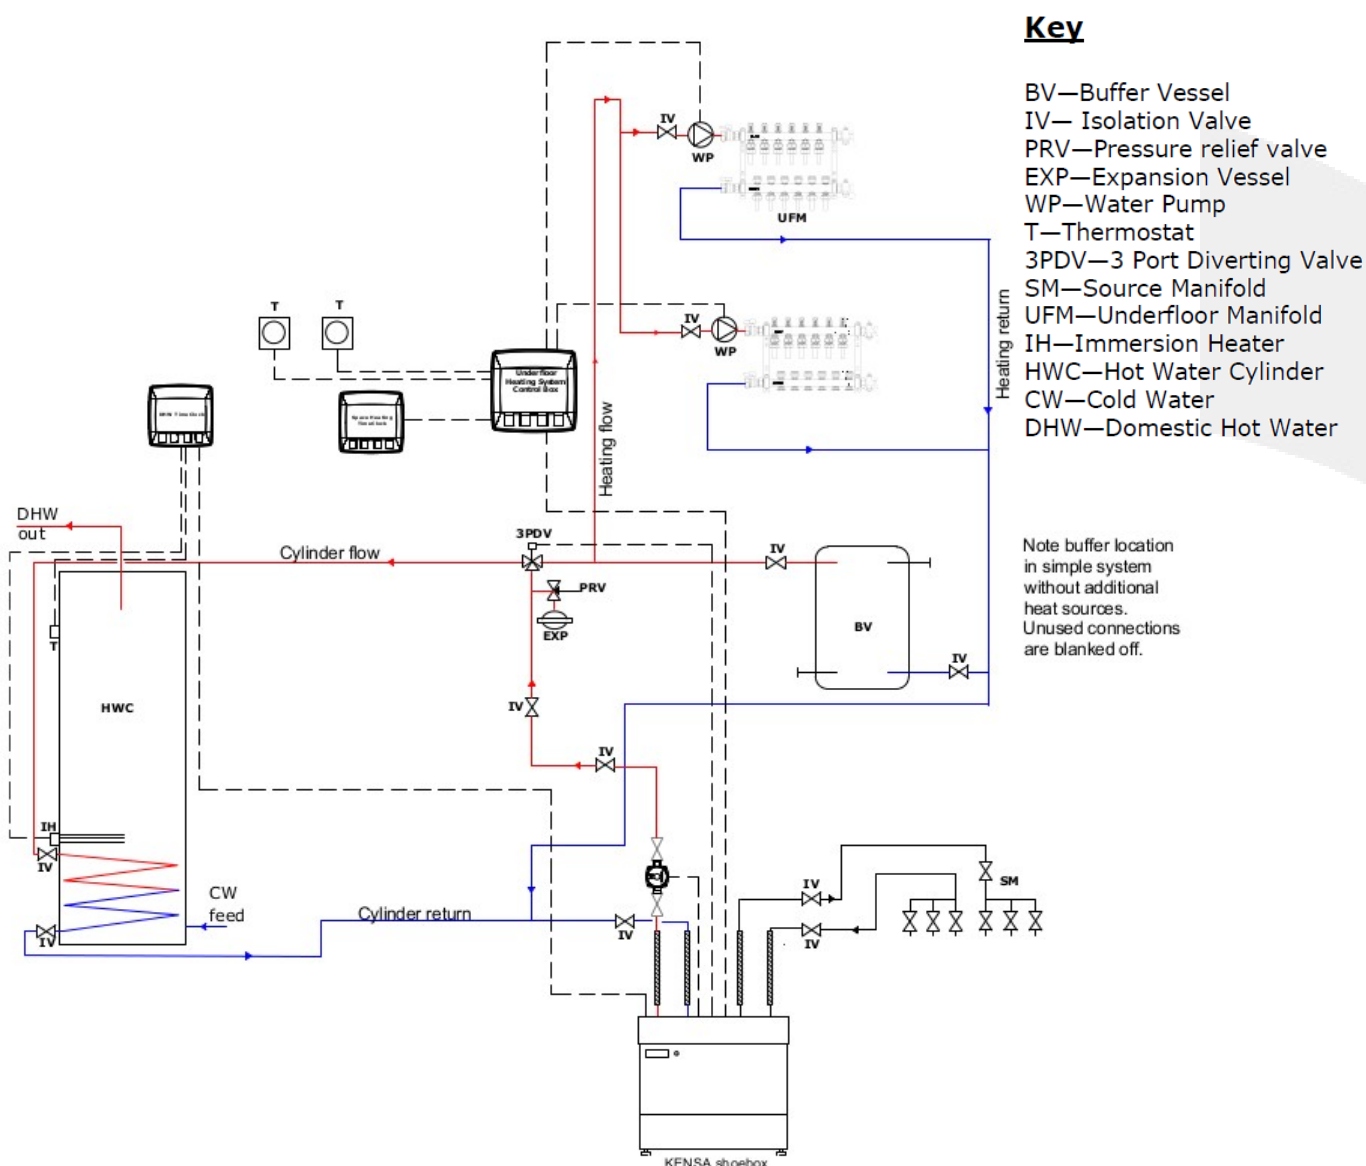 Key
BV—Buffer Vessel
IV— Isolation Valve
PRV—Pressure relief valve
EXP—Expansion Vessel
WP—Water Pump
T—Thermostat
3PDV—3 Port Diverting Valve
SM—Source Manifold
UFM—Underfloor Manifold
IH—Immersion Heater
HWC—Hot Water Cylinder
CW—Cold Water
DHW—Domestic Hot Water
Note buffer location
in simple system
without additional
heat sources.
Unused connections
are blanked off.
IV
WP
UFM
IV
WP
T
T
Underfloor
Heating System
Control Box
DHW Timeclock
Space Heating
Timeclock
Heating flow
Heating return
DHW
out
Cylinder flow
3PDV
IV
PRV
EXP
BV
IV
T
HWC
IV
IV
IH
IV
CW
feed
Cylinder return
IV
IV
IV
IV
SM
KENSA shoebox